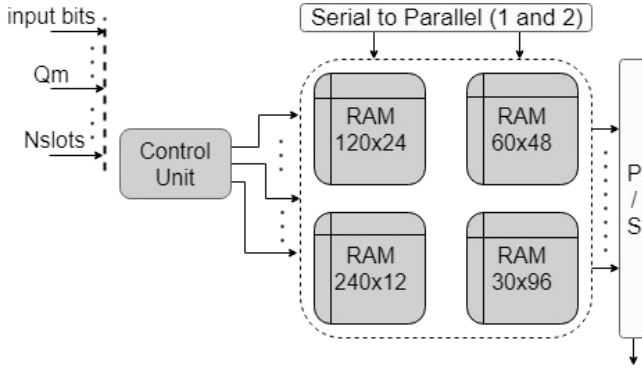 input bits
Serial to Parallel (1 and 2)
Qm
Nslots
Control
Unit
RAM
120x24
RAM
60x48
RAM
240x12
RAM
30x96
P
/
S